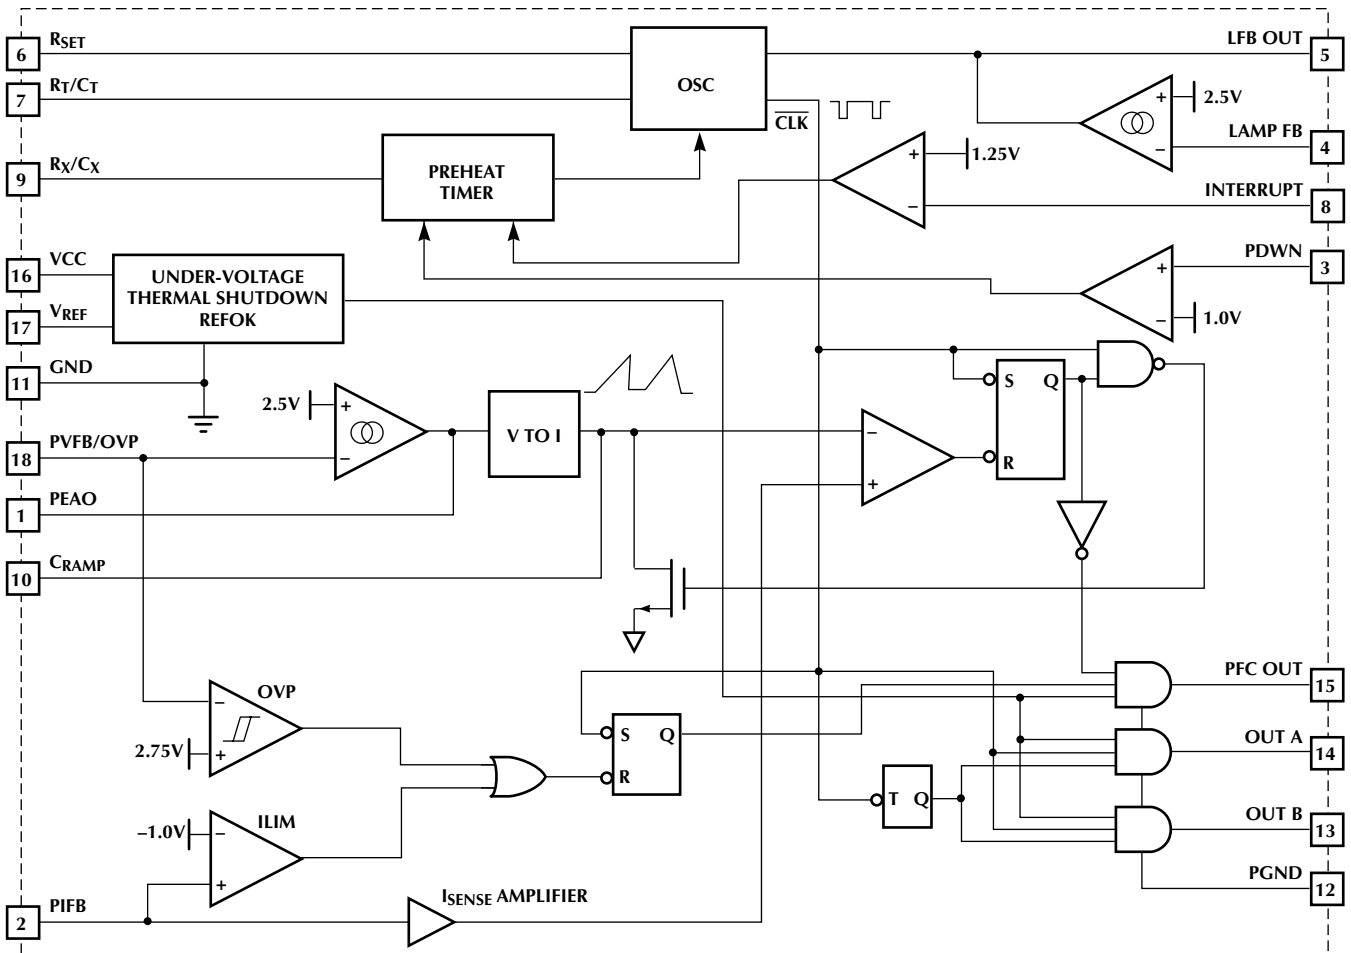 6 RSET
OSC
LFB OUT 5
7 RT/CT
CLK
+ 2.5V
− LAMP FB 4
9 RX/CX
PREHEAT
TIMER
+ 1.25V
− INTERRUPT 8
16 VCC
UNDER-VOLTAGE
THERMAL SHUTDOWN
REFOK
17 VREF
+ PDWN 3
− 1.0V
11 GND
2.5V +
V TO I
−
+
S Q
R
18 PVFB/OVP −
1 PEAO
10 CRAMP
OVP
−
2.75V +
S Q
R
PFC OUT 15
OUT A 14
T Q
OUT B 13
PGND 12
ILIM
−1.0V −
+
2 PIFB
ISENSE AMPLIFIER